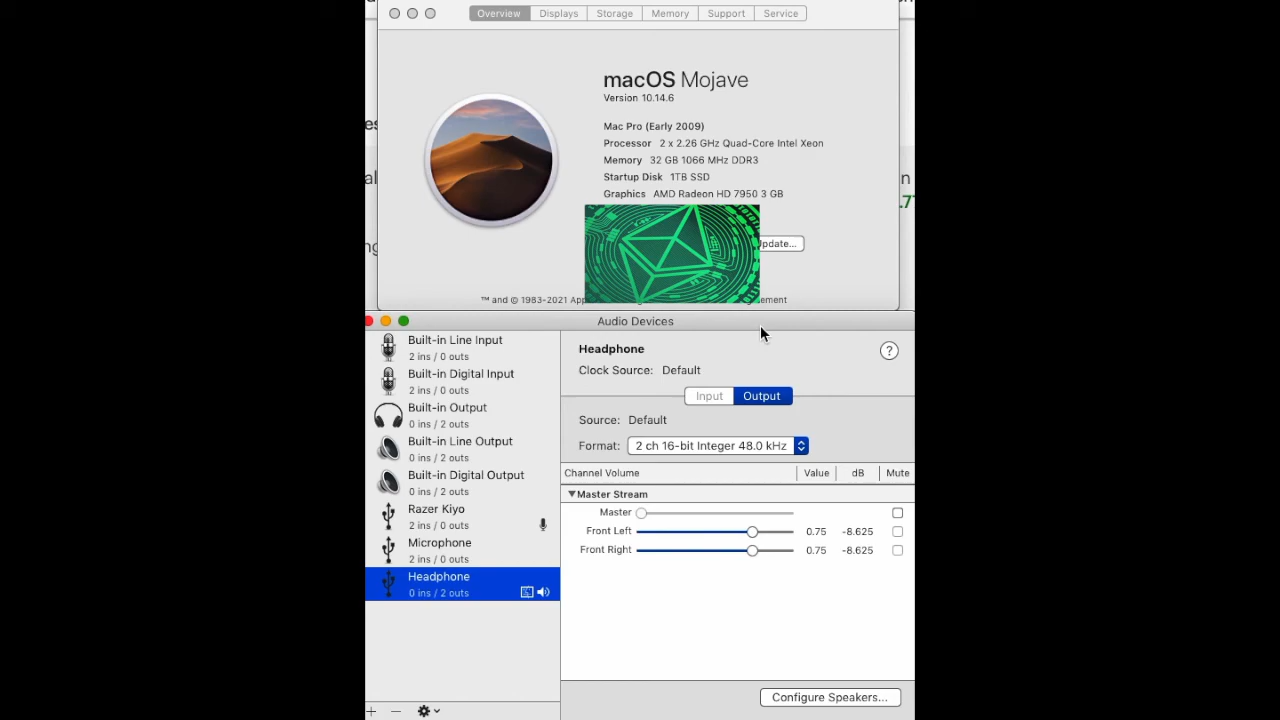 Overview Displays Storage Memory Support Service
macOS Mojave
Version 10.14.6
Mac Pro (Early 2009)
Processor 2 x 2.26 GHz Quad-Core Intel Xeon
Memory 32 GB 1066 MHz DDR3
Startup Disk 1TB SSD
Graphics AMD Radeon HD 7950 3 GB
Update...
™ and © 1983-2021
Audio Devices
Built-in Line Input
2 ins / 0 outs
Built-in Digital Input
2 ins / 0 outs
Built-in Output
0 ins / 2 outs
Built-in Line Output
0 ins / 2 outs
Built-in Digital Output
0 ins / 2 outs
Razer Kiyo
2 ins / 0 outs
Microphone
2 ins / 0 outs
Headphone
0 ins / 2 outs
Headphone
?
Clock Source: Default
Input Output
Source: Default
Format: 2 ch 16-bit Integer 48.0 kHz
Channel Volume Value dB Mute
Master Stream
Master
Front Left 0.75 -8.625
Front Right 0.75 -8.625
Configure Speakers...